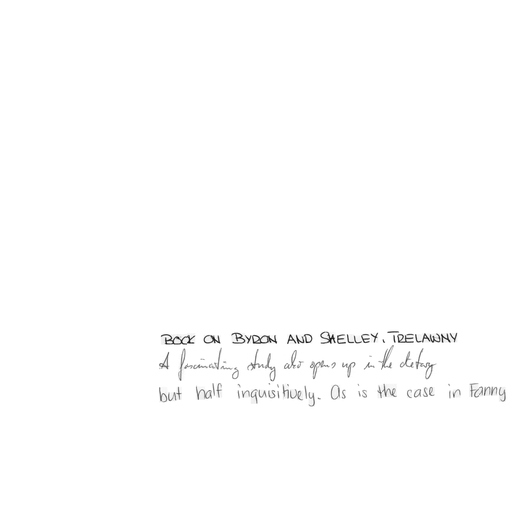 BOOK ON BYRON AND SHELLEY. TRELAWNY
A fascinating study also opens up in the dietary
but half inquisitively. As is the case in Fanny